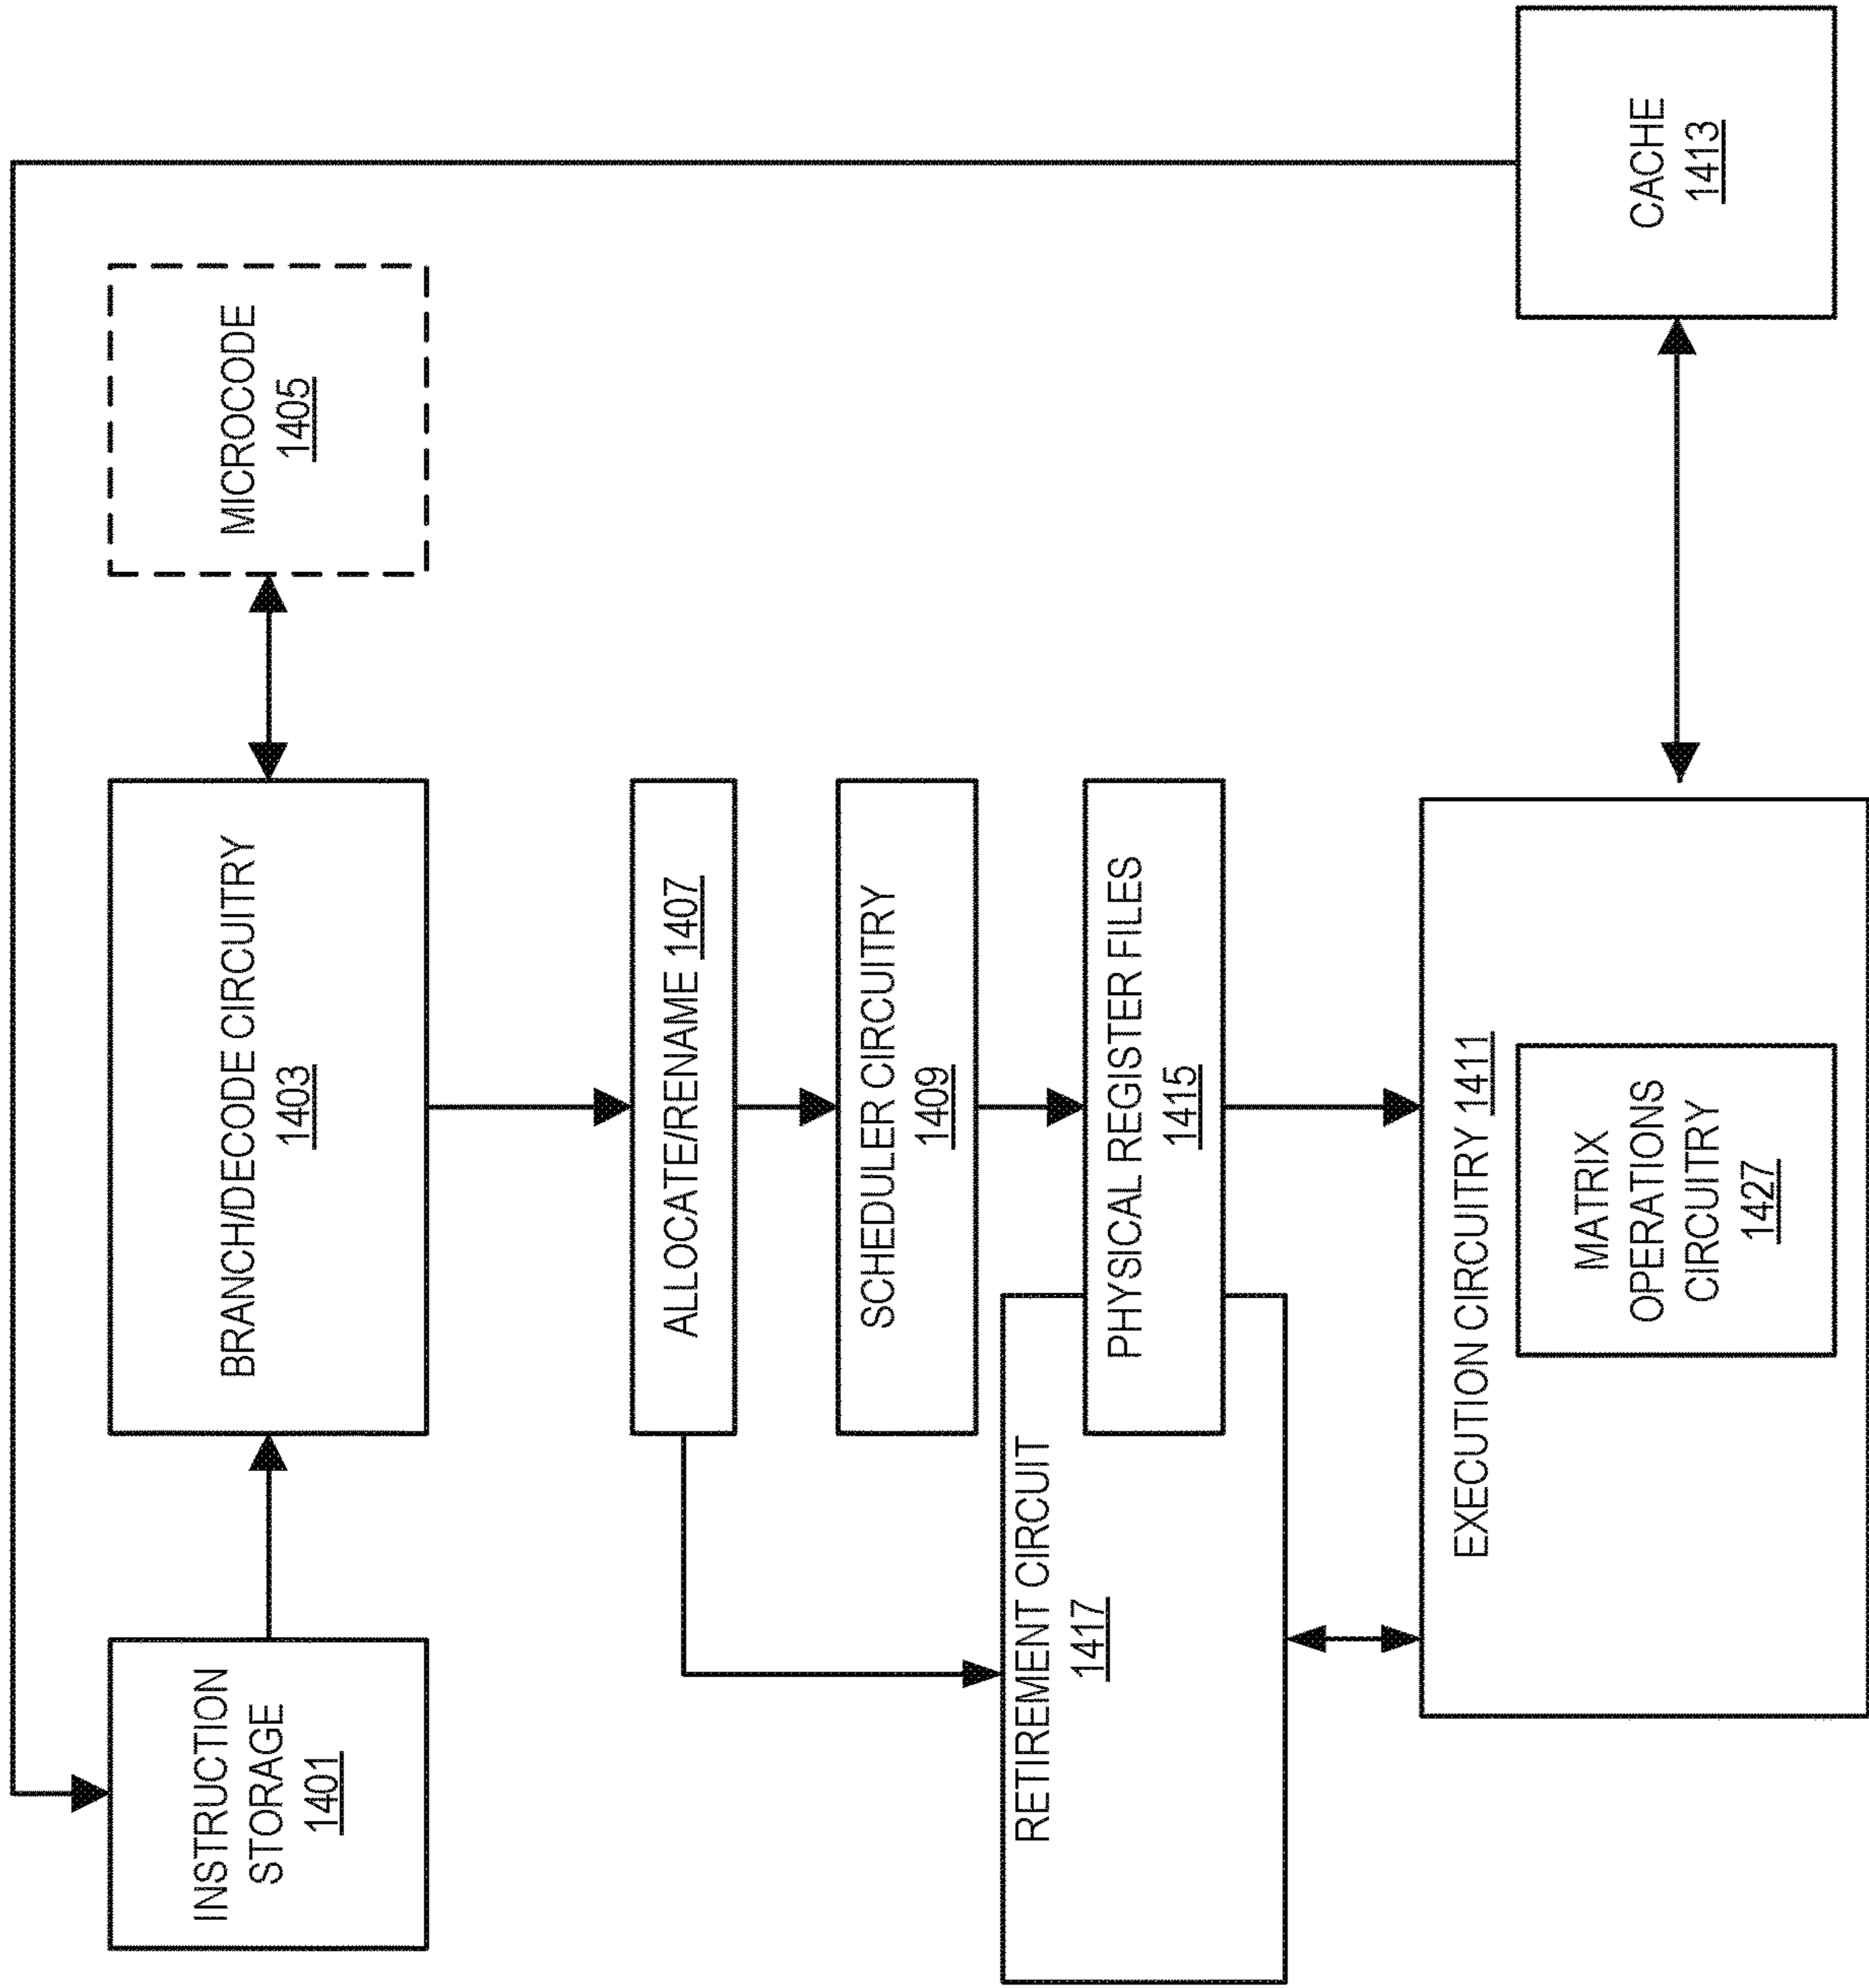 INSTRUCTION
STORAGE
1401
BRANCH/DECODE CIRCUITRY
1403
MICROCODE
1405
ALLOCATE/RENAME 1407
SCHEDULER CIRCUITRY
1409
RETIREMENT CIRCUIT
1417
PHYSICAL REGISTER FILES
1415
EXECUTION CIRCUITRY 1411
MATRIX
OPERATIONS
CIRCUITRY
1427
CACHE
1413